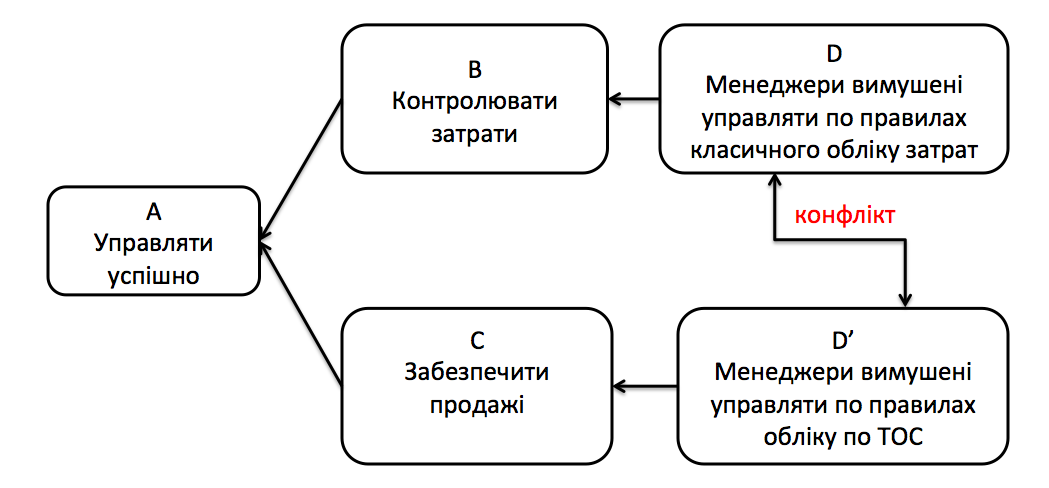 B
Контролювати
затрати
D
Менеджери вимушені
управляти по правилах
класичного обліку затрат
A
Управляти
успішно
конфлікт
C
Забезпечити
продажі
D’
Менеджери вимушені
управляти по правилах
обліку по ТОС